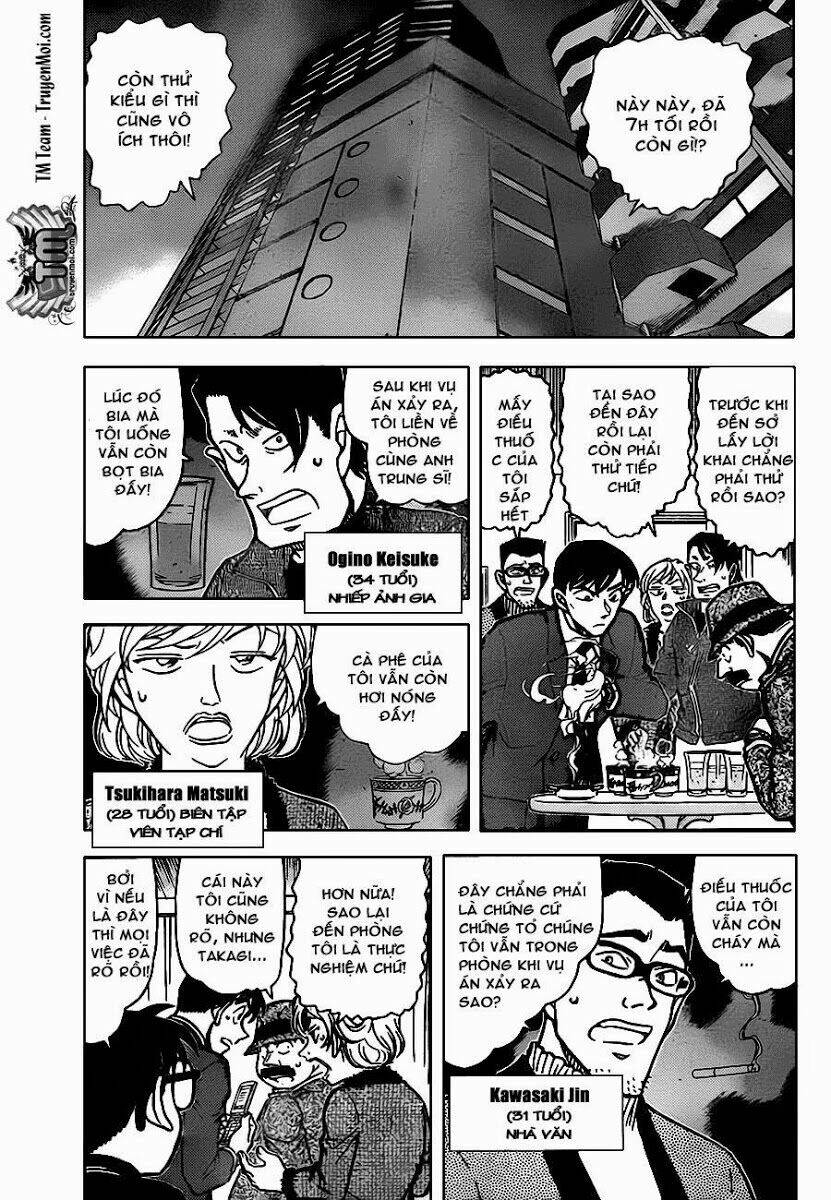 TM Team - TruyenMoi.com
TM
truyenmoi.com
NÀY NÀY, ĐÃ
7H TỐI RỒI
CÒN GÌ!?
CÒN THỬ
KIỂU GÌ THÌ
CŨNG VÔ
ÍCH THÔI!
TRƯỚC KHI
ĐẾN SỞ
LẤY LỜI
KHAI CHẲNG
PHẢI THỬ
RỒI SAO?
TẠI SAO
ĐẾN ĐÂY
RỒI LẠI
CÒN PHẢI
THỬ TIẾP
CHỨ!
MẤY
ĐIẾU
THUỐ
C CỦA
TÔI
SẮP
HẾT
SAU KHI VỤ
ÁN XẢY RA,
TÔI LIỀN VỀ
PHÒNG
CÙNG ANH
TRUNG SĨ!
LÚC ĐÓ
BIA MÀ
TÔI UỐNG
VẪN CÒN
BỌT BIA
ĐẤY!
Ogino Keisuke
(34 TUỔI)
NHIẾP ẢNH GIA
CÀ PHÊ CỦA
TÔI VẪN CÒN
HƠI NÓNG
ĐẤY!
Tsukihara Matsuki
(28 TUỔI) BIÊN TẬP
VIÊN TẠP CHÍ
ĐIẾU THUỐC
CỦA TÔI
VẪN CÒN
CHÁY MÀ
...
ĐÂY CHẲNG PHẢI
LÀ CHỨNG CỨ
CHỨNG TỎ CHÚNG
TÔI VẪN TRONG
PHÒNG KHI VỤ
ÁN XẢY RA
SAO?
Kawasaki Jin
(31 TUỔI)
NHÀ VĂN
HƠN NỮA!
SAO LẠI
ĐẾN PHÒNG
TÔI LÀ THỰC
NGHIỆM CHỨ!
CÁI NÀY
TÔI CŨNG
KHÔNG
RÕ, NHƯNG
TAKAGI...
BỞI
VÌ NẾU
LÀ ĐÂY
THÌ MỌI
VIỆC ĐÃ
RÕ RỒI!